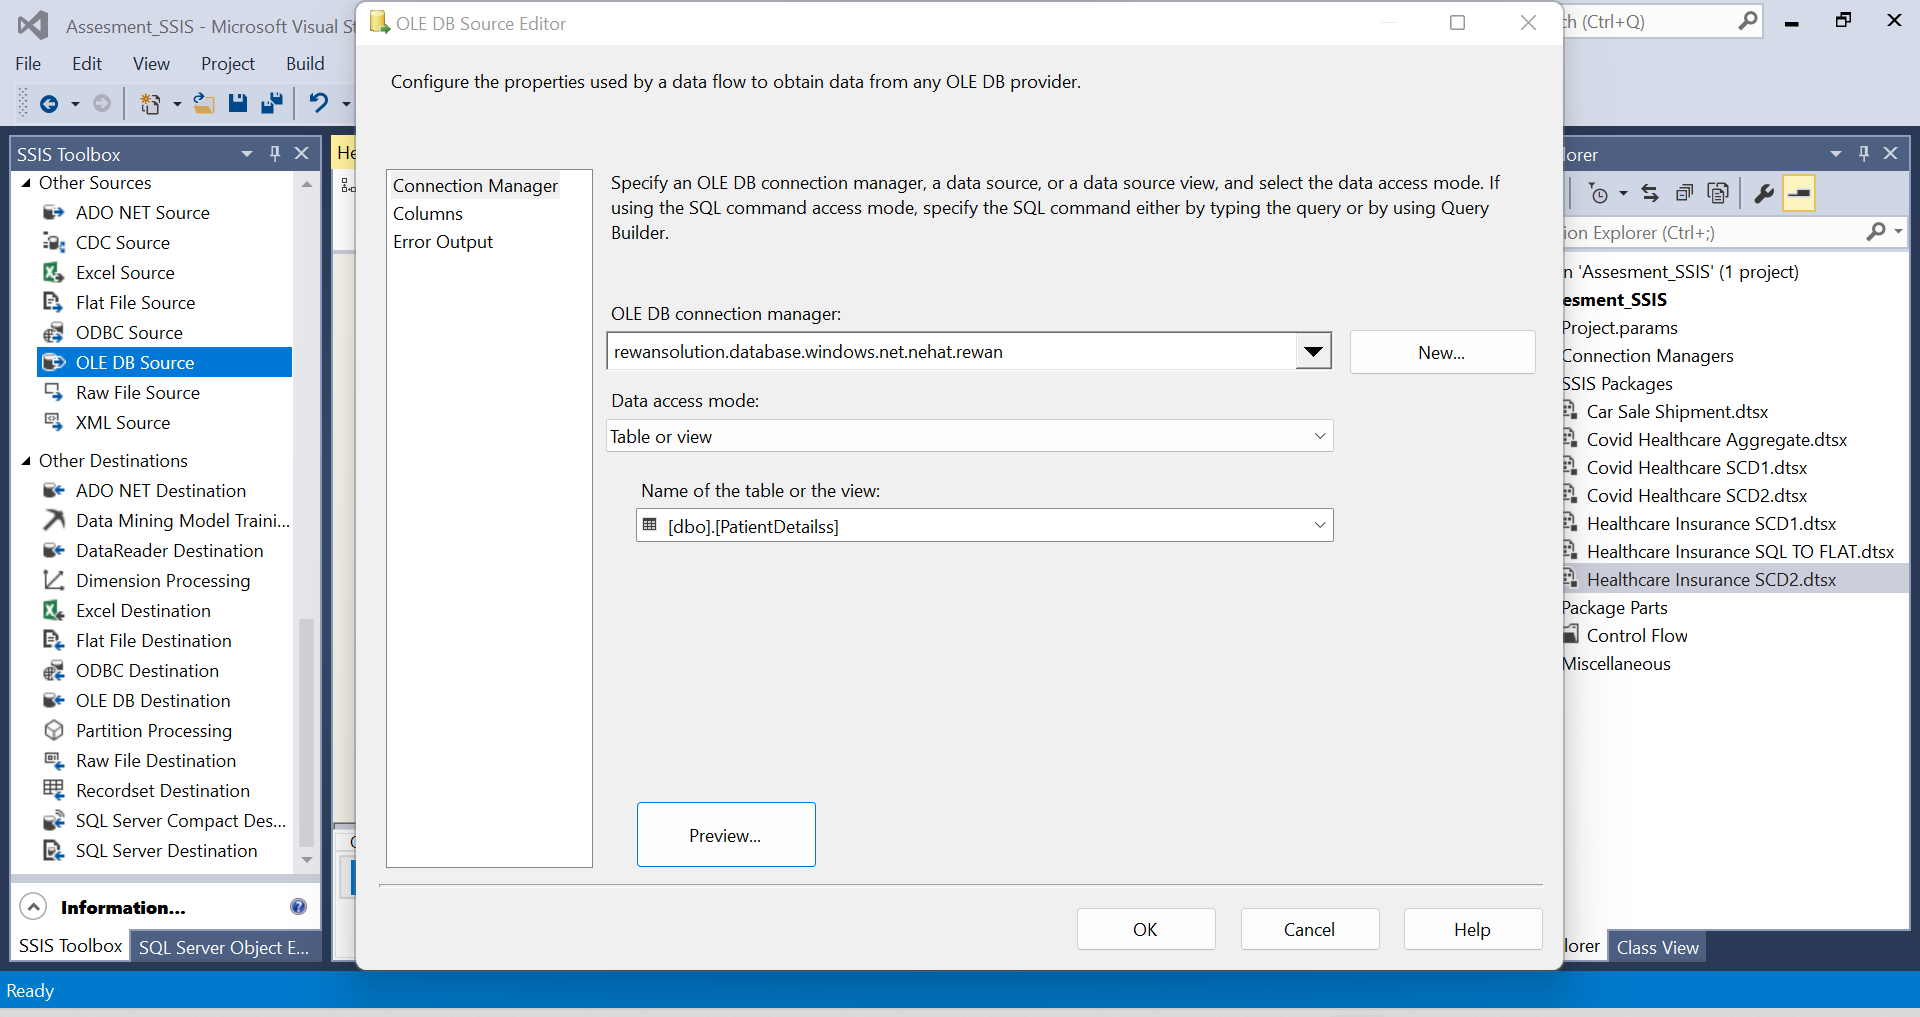 Assesment_SSIS - Microsoft Visual St
File Edit View Project Build
SSIS Toolbox
Other Sources
ADO NET Source
CDC Source
Excel Source
Flat File Source
ODBC Source
OLE DB Source
Raw File Source
XML Source
Other Destinations
ADO NET Destination
Data Mining Model Traini...
DataReader Destination
Dimension Processing
Excel Destination
Flat File Destination
ODBC Destination
OLE DB Destination
Partition Processing
Raw File Destination
Recordset Destination
SQL Server Compact Des...
SQL Server Destination
Information...
SSIS Toolbox SQL Server Object E...
Ready
He
OLE DB Source Editor
Configure the properties used by a data flow to obtain data from any OLE DB provider.
Connection Manager
Columns
Error Output
Specify an OLE DB connection manager, a data source, or a data source view, and select the data access mode. If
using the SQL command access mode, specify the SQL command either by typing the query or by using Query
Builder.
OLE DB connection manager:
rewansolution.database.windows.net.nehat.rewan
New...
Data access mode:
Table or view
Name of the table or the view:
[dbo].[PatientDetailss]
Preview...
OK Cancel Help
ch (Ctrl+Q)
lorer
ion Explorer (Ctrl+;)
n 'Assesment_SSIS' (1 project)
esment_SSIS
Project.params
Connection Managers
SSIS Packages
Car Sale Shipment.dtsx
Covid Healthcare Aggregate.dtsx
Covid Healthcare SCD1.dtsx
Covid Healthcare SCD2.dtsx
Healthcare Insurance SCD1.dtsx
Healthcare Insurance SQL TO FLAT.dtsx
Healthcare Insurance SCD2.dtsx
Package Parts
Control Flow
Miscellaneous
lorer Class View